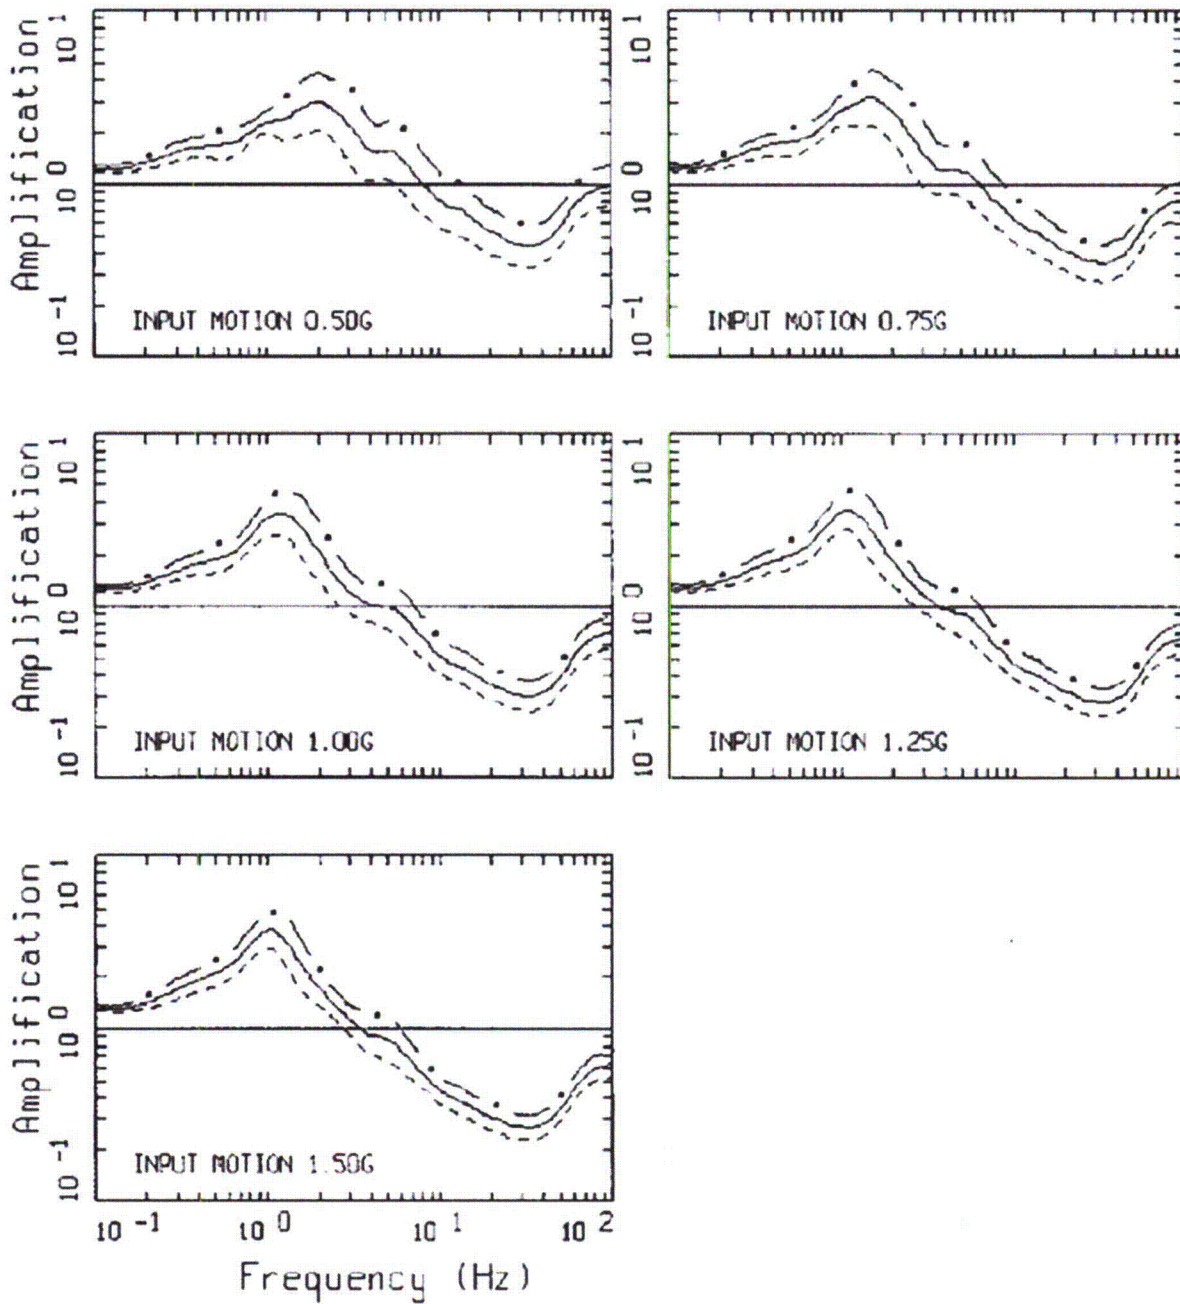 Amplification
10 1
10 0
10 -1
INPUT MOTION 0.50G
10 1
10 0
10 -1
INPUT MOTION 0.75G
Amplification
10 1
10 0
10 -1
INPUT MOTION 1.00G
10 1
10 0
10 -1
INPUT MOTION 1.25G
Amplification
10 1
10 0
10 -1
INPUT MOTION 1.50G
10 -1 10 0 10 1 10 2
Frequency (Hz)